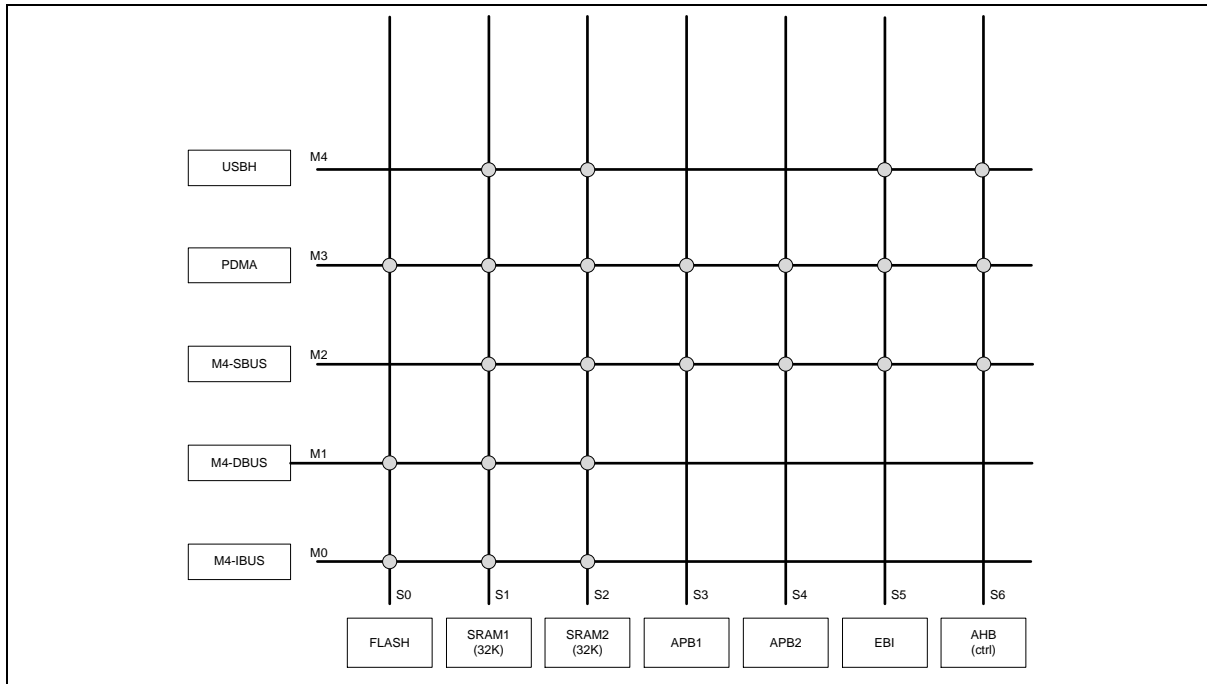 USBH M4
PDMA M3
M4-SBUS M2
M4-DBUS M1
M4-IBUS M0
S0 S1 S2 S3 S4 S5 S6
FLASH SRAM1 SRAM2 APB1 APB2 EBI AHB
(32K) (32K) (ctrl)